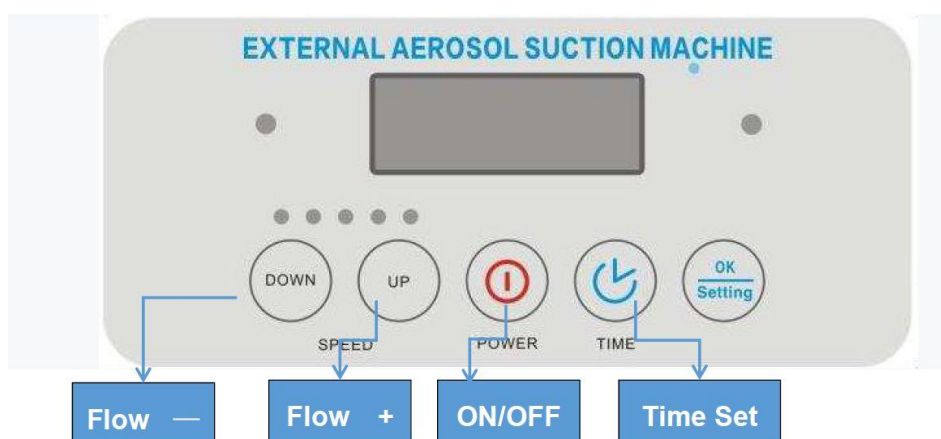 EXTERNAL AEROSOL SUCTION MACHINE
DOWN
UP
OK
Setting
SPEED
POWER
TIME
Flow —
Flow +
ON/OFF
Time Set